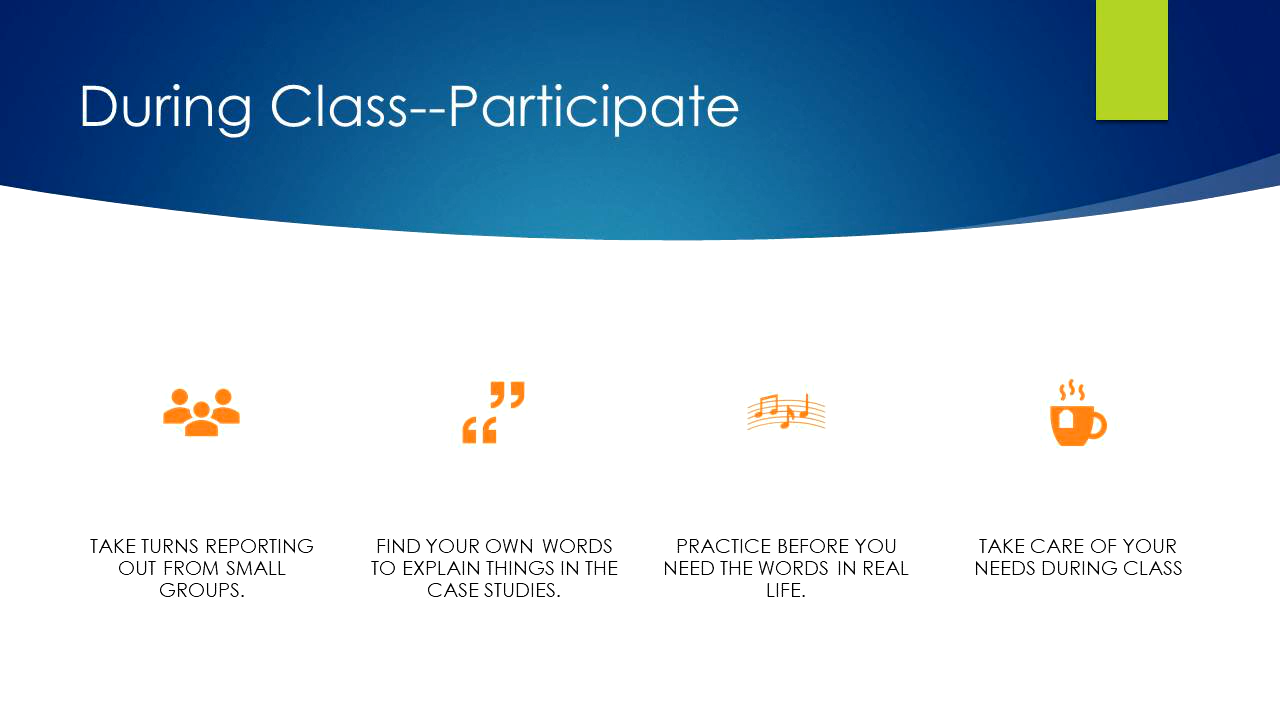 During Class--Participate
TAKE TURNS REPORTING
OUT FROM SMALL
GROUPS.
FIND YOUR OWN WORDS
TO EXPLAIN THINGS IN THE
CASE STUDIES.
PRACTICE BEFORE YOU
NEED THE WORDS IN REAL
LIFE.
TAKE CARE OF YOUR
NEEDS DURING CLASS